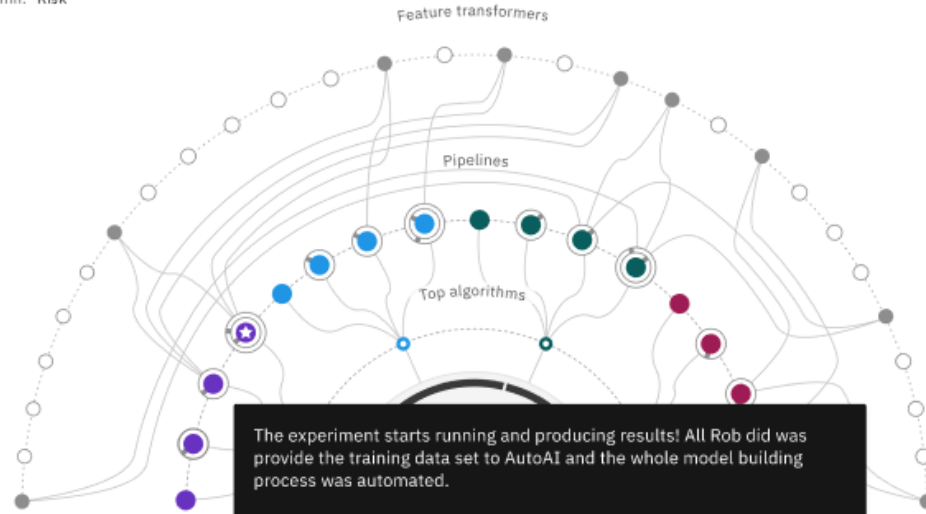 Risk
Feature transformers
Pipelines
Top algorithms
The experiment starts running and producing results! All Rob did was
provide the training data set to AutoAI and the whole model building
process was automated.